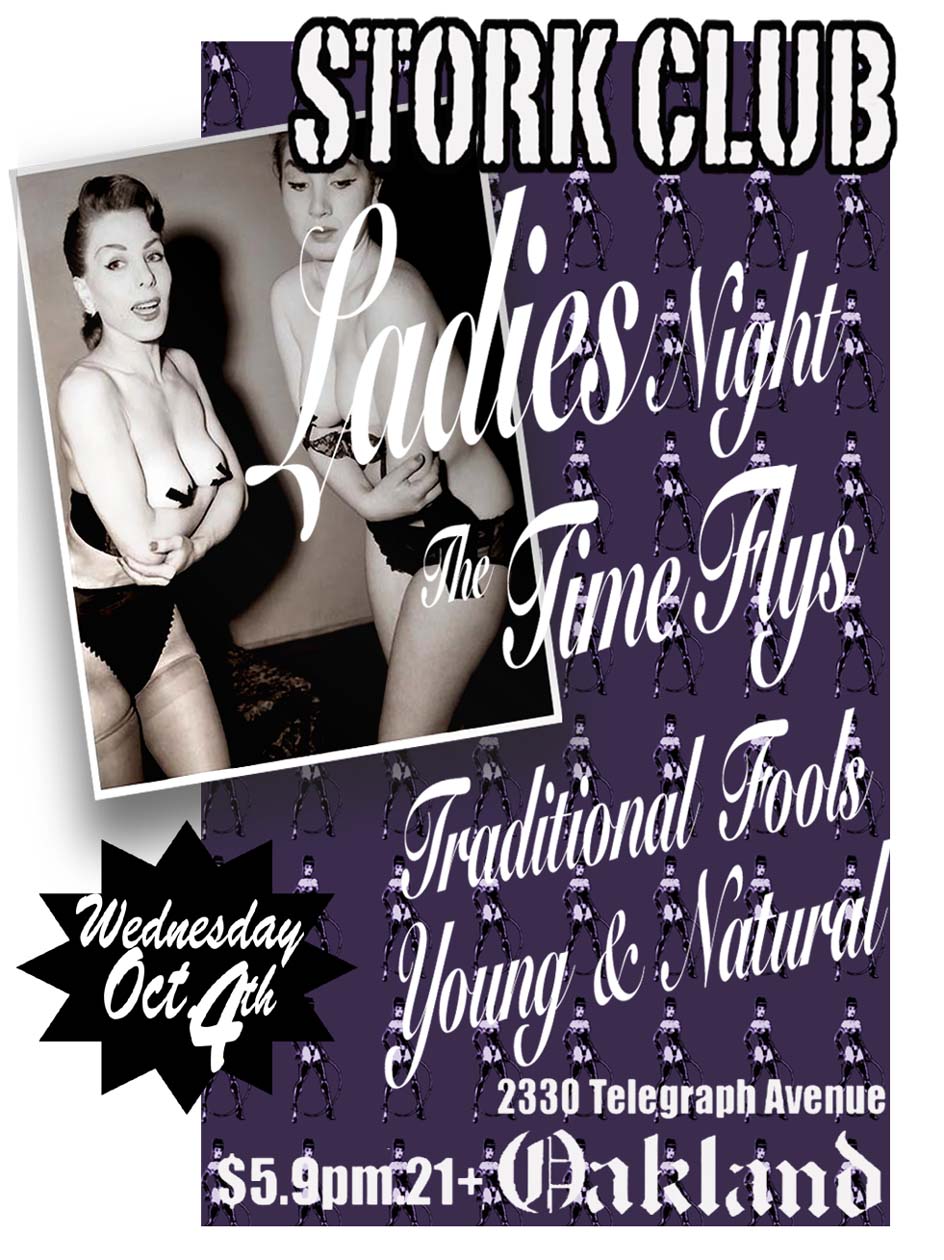 STORK CLUB
Ladies Night
The Time Flys
Traditional Fools
Young & Natural
Wednesday
Oct. 4th
2330 Telegraph Avenue
$5.9pm.21+ Oakland